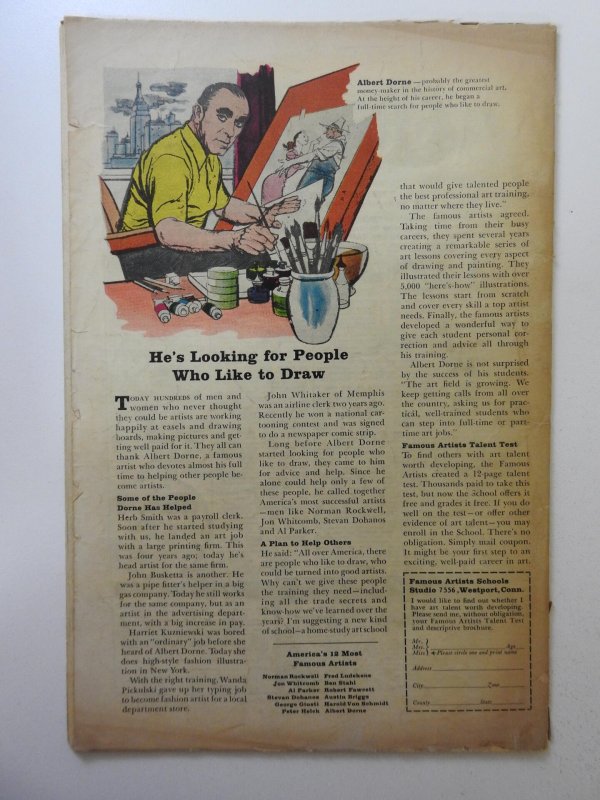 Albert Dorne — probably the greatest
money-maker in the history of commercial art.
At the height of his career, he began a
full-time search for people who like to draw.
He's Looking for People
Who Like to Draw
TODAY HUNDREDS of men and
women who never thought
they could be artists are working
happily at easels and drawing
boards, making pictures and get-
ting well paid for it. They all can
thank Albert Dorne, a famous
artist who devotes almost his full
time to helping other people be-
come artists.
Some of the People
Dorne Has Helped
Herb Smith was a payroll clerk.
Soon after he started studying
with us, he landed an art job
with a large printing firm. This
was four years ago; today he's
head artist for the same firm.
John Busketta is another. He
was a pipe fitter's helper in a big
gas company. Today he still works
for the same company, but as an
artist in the advertising depart-
ment, with a big increase in pay.
Harriet Kuzniewski was bored
with an "ordinary" job before she
heard of Albert Dorne. Today she
does high-style fashion illustra-
tion in New York.
With the right training, Wanda
Pickulski gave up her typing job
to become fashion artist for a local
department store.
John Whitaker of Memphis
was an airline clerk two years ago.
Recently he won a national car-
tooning contest and was signed
to do a newspaper comic strip.
Long before Albert Dorne
started looking for people who
like to draw, they came to him
for advice and help. Since he
alone could help only a few of
these people, he called together
America's most successful artists
—men like Norman Rockwell,
Jon Whitcomb, Stevan Dohanos
and Al Parker.
A Plan to Help Others
He said: "All over America, there
are people who like to draw, who
could be turned into good artists.
Why can't we give these people
the training they need—includ-
ing all the trade secrets and
know-how we've learned over the
years? I'm suggesting a new kind
of school—a home-study art school
America's 12 Most
Famous Artists
Norman Rockwell Fred Ludekens
Jon Whitcomb Ben Stahl
Al Parker Robert Fawcett
Stevan Dohanos Austin Briggs
George Giusti Harold Von Schmidt
Peter Helck Albert Dorne
that would give talented people
the best professional art training,
no matter where they live."
The famous artists agreed.
Taking time from their busy
careers, they spent several years
creating a remarkable series of
art lessons covering every aspect
of drawing and painting. They
illustrated their lessons with over
5,000 "here's-how" illustrations.
The lessons start from scratch
and cover every skill a top artist
needs. Finally, the famous artists
developed a wonderful way to
give each student personal cor-
rection and advice all through
his training.
Albert Dorne is not surprised
by the success of his students.
"The art field is growing. We
keep getting calls from all over
the country, asking us for prac-
tical, well-trained students who
can step into full-time or part-
time art jobs."
Famous Artists Talent Test
To find others with art talent
worth developing, the Famous
Artists created a 12-page talent
test. Thousands paid to take this
test, but now the School offers it
free and grades it free. If you do
well on the test—or offer other
evidence of art talent—you may
enroll in the School. There's no
obligation. Simply mail coupon.
It might be your first step to an
exciting, well-paid career in art.
Famous Artists Schools
Studio 7556, Westport, Conn.
I would like to find out whether I
have art talent worth developing.
Please send me, without obligation,
your Famous Artists Talent Test
and descriptive brochure.
Mr.
Mrs. Age
Miss Please circle one and print name
Address
City Zone
County State